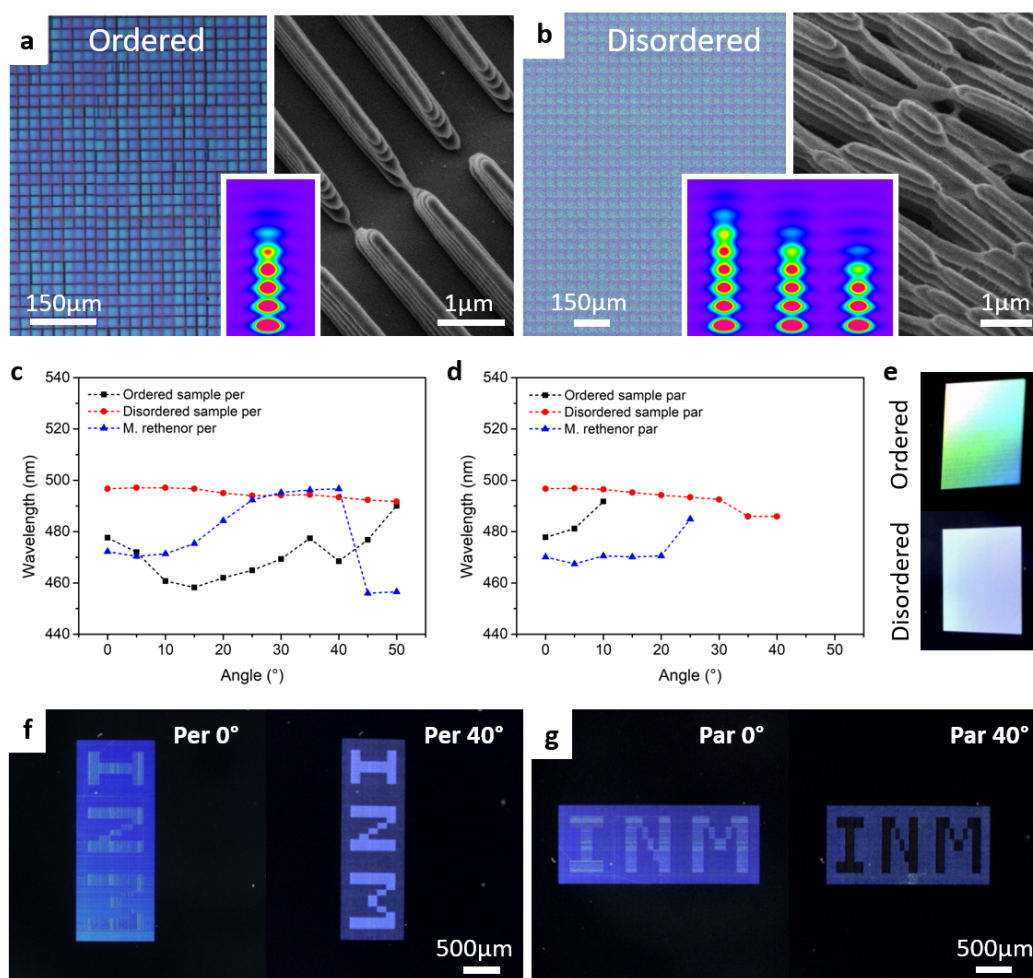 a
Ordered
150µm
1µm
b
Disordered
150µm
1µm
c
540
520
500
480
460
440
Wavelength (nm)
Ordered sample per
Disordered sample per
M. rethenor per
0
10
20
30
40
50
Angle (°)
d
540
520
500
480
460
440
Wavelength (nm)
Ordered sample par
Disordered sample par
M. rethenor par
0
10
20
30
40
50
Angle (°)
e
Ordered
Disordered
f
Per 0°
INM
Per 40°
INM
500µm
g
Par 0°
INM
Par 40°
INM
500µm